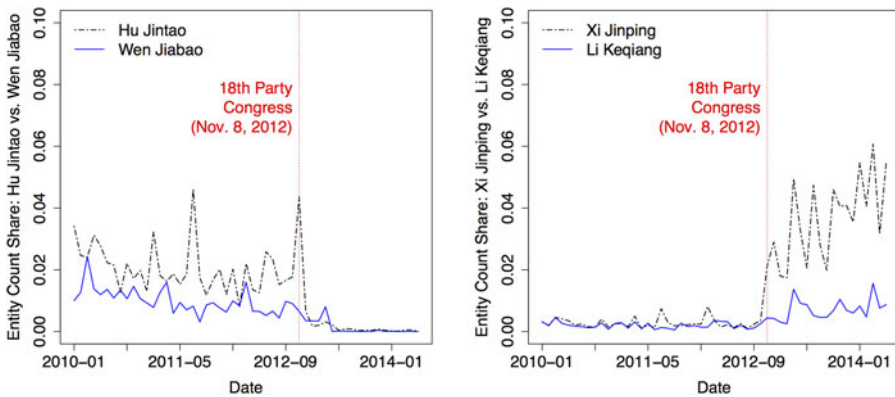 Entity Count Share: Hu Jintao vs. Wen Jiabao
0.10
0.08
0.06
0.04
0.02
0.00
Hu Jintao
Wen Jiabao
18th Party
Congress
(Nov. 8, 2012)
2010−01
2011−05
2012−09
2014−01
Date
Entity Count Share: Xi Jinping vs. Li Keqiang
0.10
0.08
0.06
0.04
0.02
0.00
Xi Jinping
Li Keqiang
18th Party
Congress
(Nov. 8, 2012)
2010−01
2011−05
2012−09
2014−01
Date